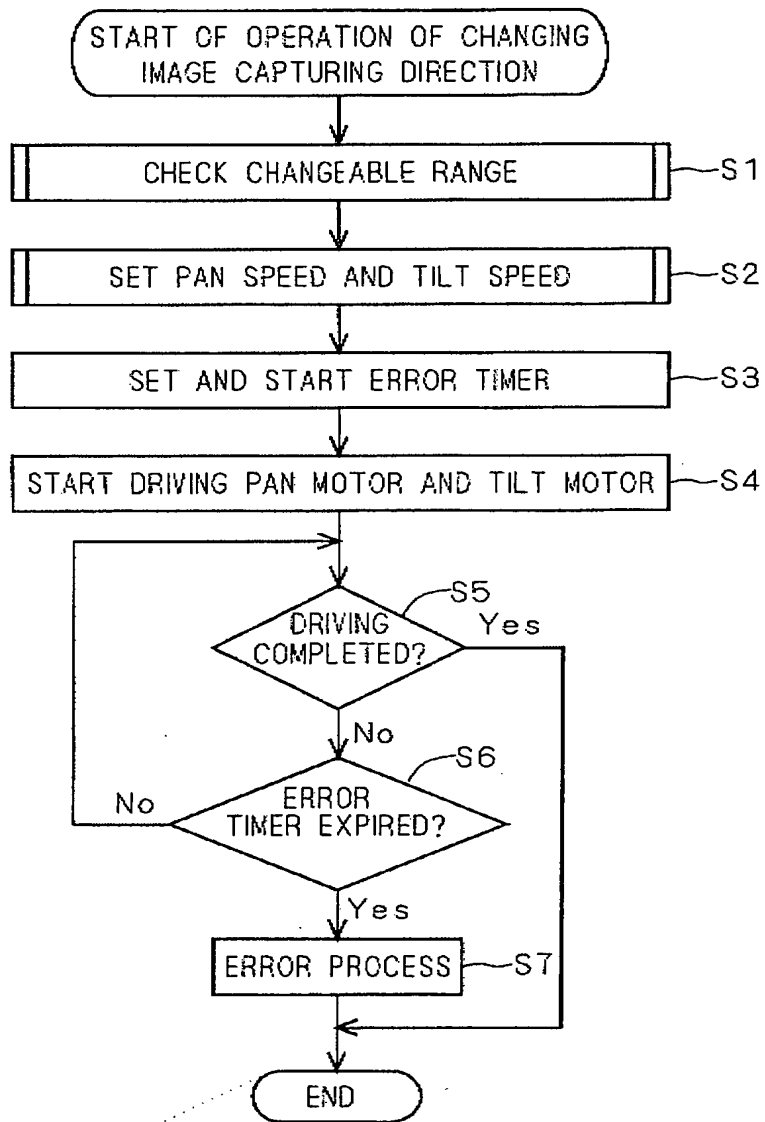 START OF OPERATION OF CHANGING
IMAGE CAPTURING DIRECTION
CHECK CHANGEABLE RANGE
S1
SET PAN SPEED AND TILT SPEED
S2
SET AND START ERROR TIMER
S3
START DRIVING PAN MOTOR AND TILT MOTOR
S4
S5
DRIVING
COMPLETED?
Yes
No
S6
ERROR
TIMER EXPIRED?
No
Yes
ERROR PROCESS
S7
END